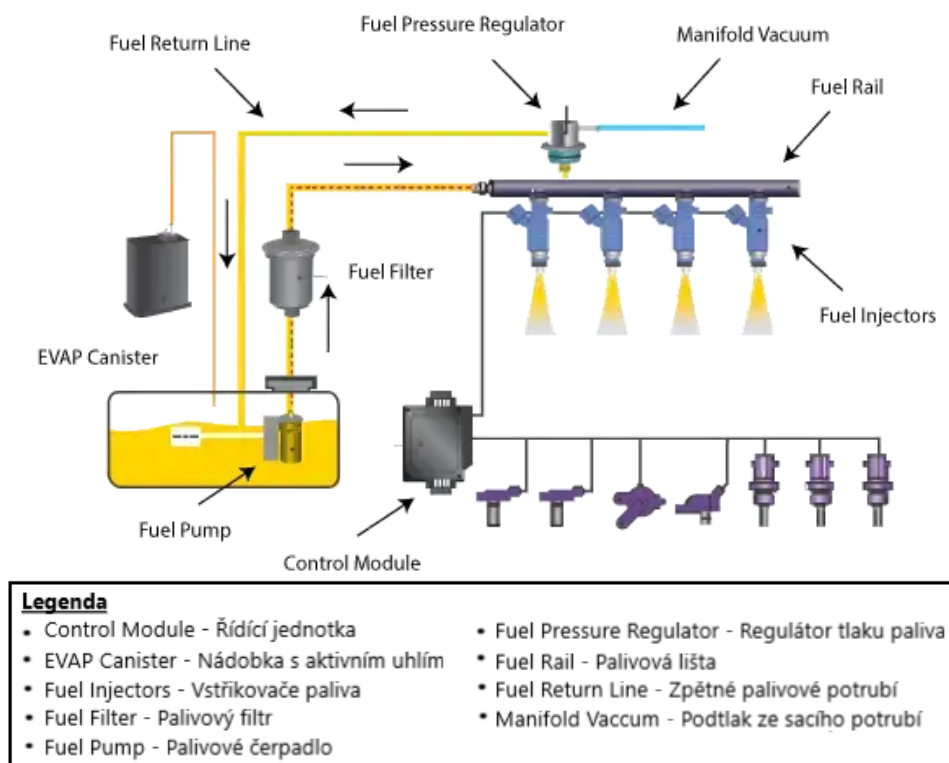 Fuel Pressure Regulator
Fuel Return Line
Manifold Vacuum
Fuel Rail
Fuel Filter
Fuel Injectors
EVAP Canister
Fuel Pump
Control Module
Legenda
• Control Module - Řídící jednotka
• EVAP Canister - Nádobka s aktivním uhlím
• Fuel Injectors - Vstřikovače paliva
• Fuel Filter - Palivový filtr
• Fuel Pump - Palivové čerpadlo
• Fuel Pressure Regulator - Regulátor tlaku paliva
• Fuel Rail - Palivová lišta
• Fuel Return Line - Zpětné palivové potrubí
• Manifold Vaccum - Podtlak ze sacího potrubí